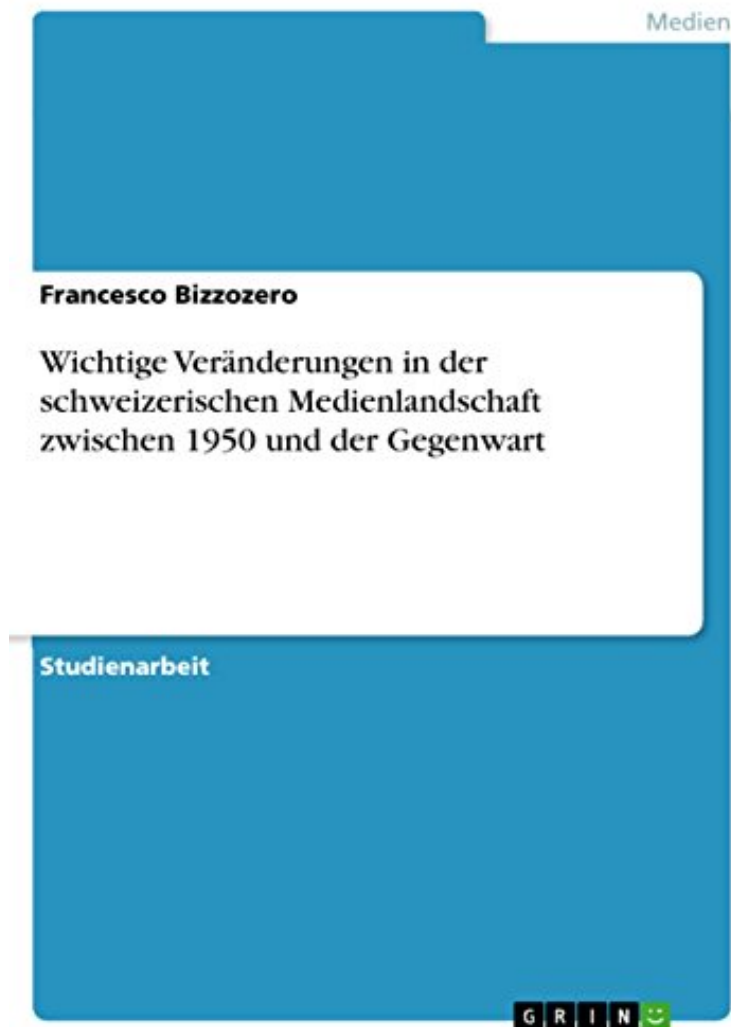 Medien
Francesco Bizzozero
Wichtige Veränderungen in der
schweizerischen Medienlandschaft
zwischen 1950 und der Gegenwart
Studienarbeit
GRIN